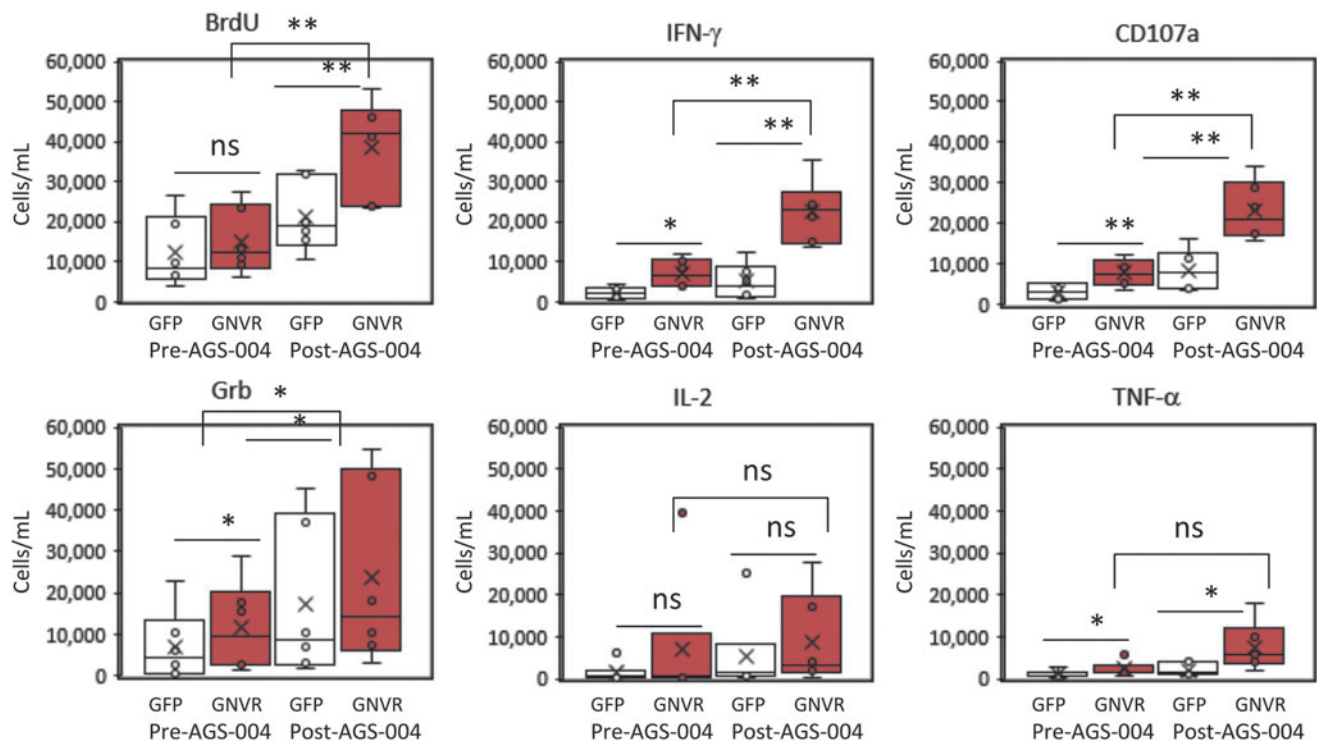 BrdU
**
60,000
50,000
40,000
30,000
20,000
10,000
0
Cells/mL
ns
**
GFP GNVR GFP GNVR
Pre-AGS-004 Post-AGS-004
IFN-γ
60,000
50,000
40,000
30,000
20,000
10,000
0
Cells/mL
**
**
*
GFP GNVR GFP GNVR
Pre-AGS-004 Post-AGS-004
CD107a
60,000
50,000
40,000
30,000
20,000
10,000
0
Cells/mL
**
**
**
GFP GNVR GFP GNVR
Pre-AGS-004 Post-AGS-004
Grb
*
60,000
50,000
40,000
30,000
20,000
10,000
0
Cells/mL
*
*
GFP GNVR GFP GNVR
Pre-AGS-004 Post-AGS-004
IL-2
60,000
50,000
40,000
30,000
20,000
10,000
0
Cells/mL
ns
ns
ns
GFP GNVR GFP GNVR
Pre-AGS-004 Post-AGS-004
TNF-α
60,000
50,000
40,000
30,000
20,000
10,000
0
Cells/mL
ns
*
*
GFP GNVR GFP GNVR
Pre-AGS-004 Post-AGS-004